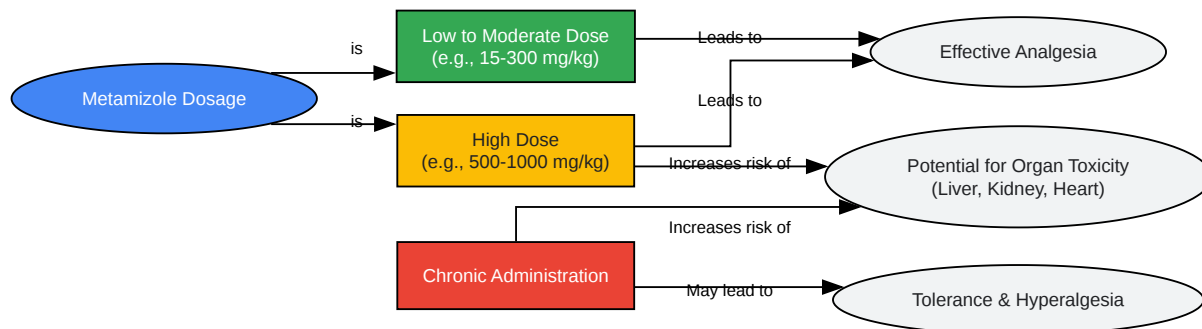 Metamizole Dosage
is
is
Low to Moderate Dose
(e.g., 15-300 mg/kg)
High Dose
(e.g., 500-1000 mg/kg)
Chronic Administration
Leads to
Leads to
Increases risk of
Increases risk of
May lead to
Effective Analgesia
Potential for Organ Toxicity
(Liver, Kidney, Heart)
Tolerance & Hyperalgesia